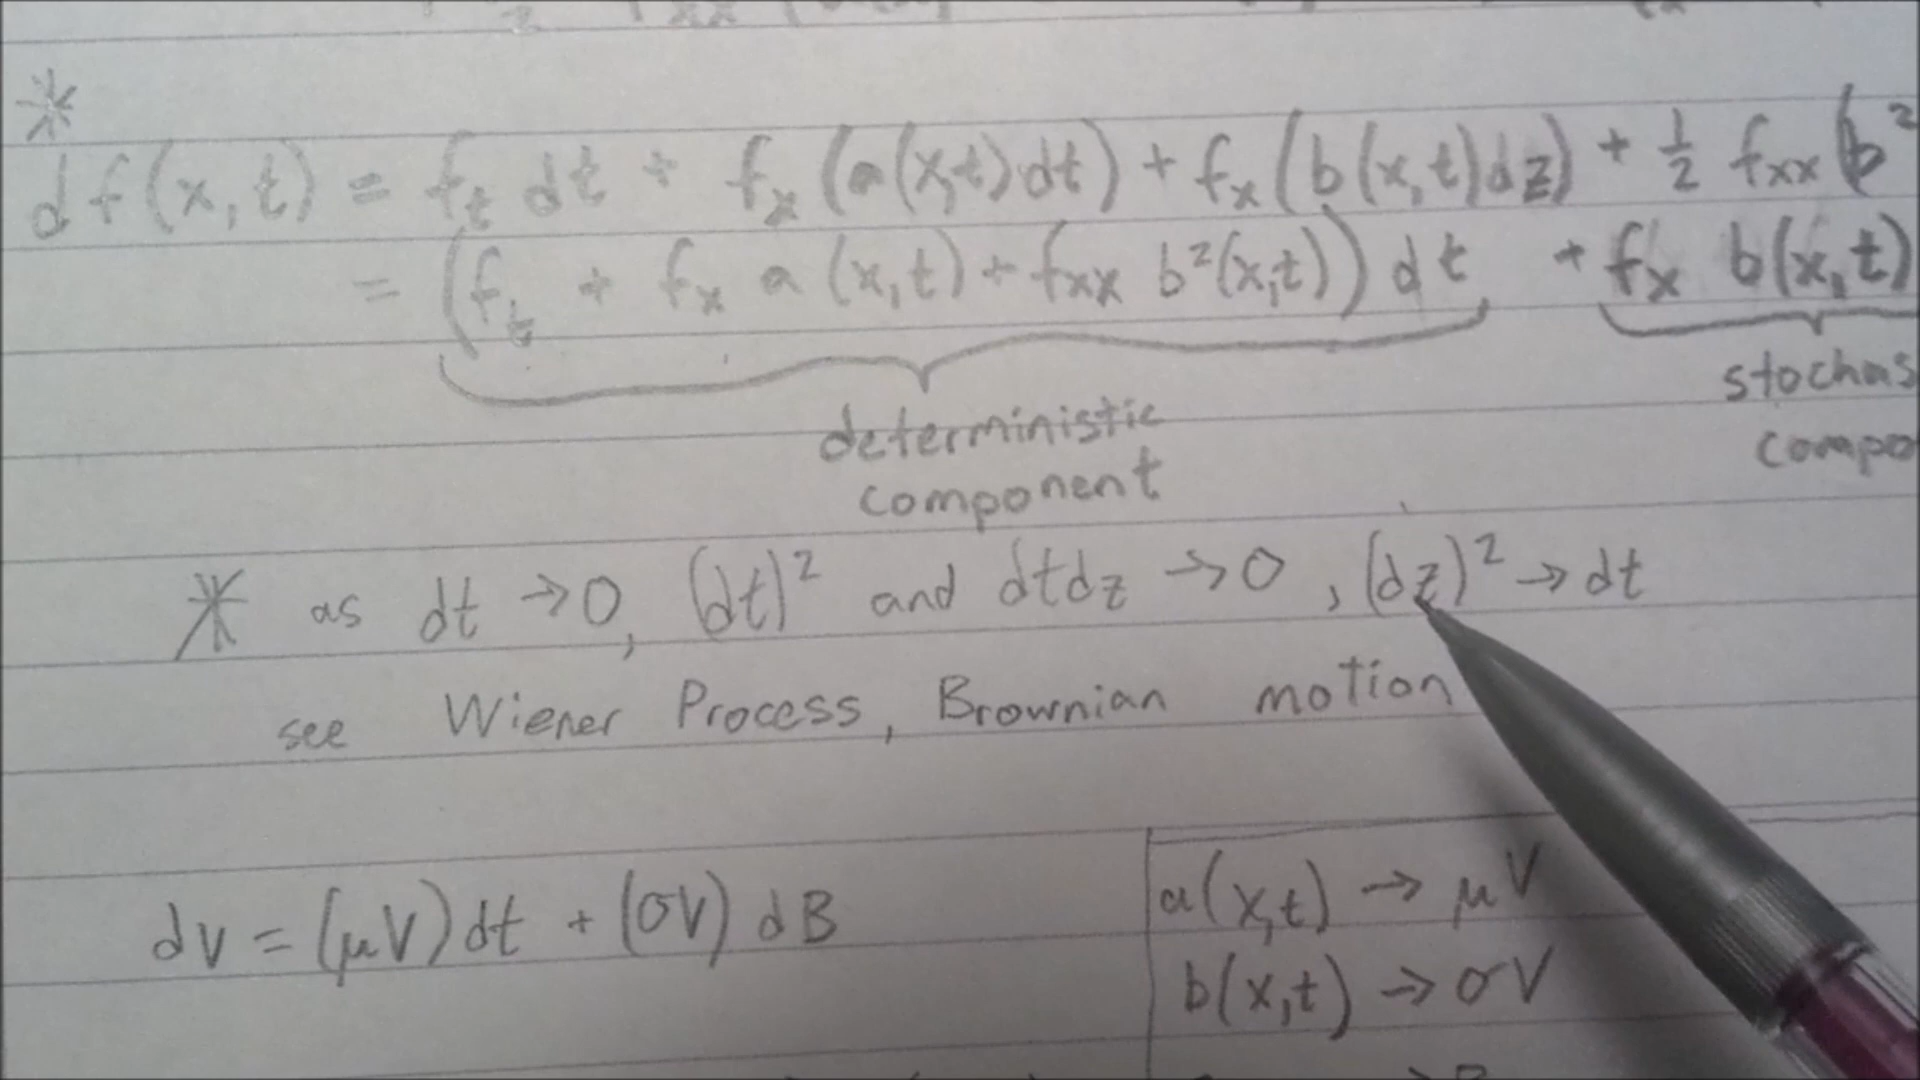 *
df(x,t) = f_t dt + f_x (a(x,t)dt) + f_x (b(x,t)dz) + 1/2 f_xx (b²
= (f_t + f_x a (x,t) + f_xx b²(x,t)) dt + f_x b(x,t)
deterministic component
stochas
compo
* as dt → 0, (dt)² and dtdz → 0, (dz)² → dt
see Wiener Process, Brownian motion
dV = (μV)dt + (σV) dB
a(x,t) → μV
b(x,t) → σV